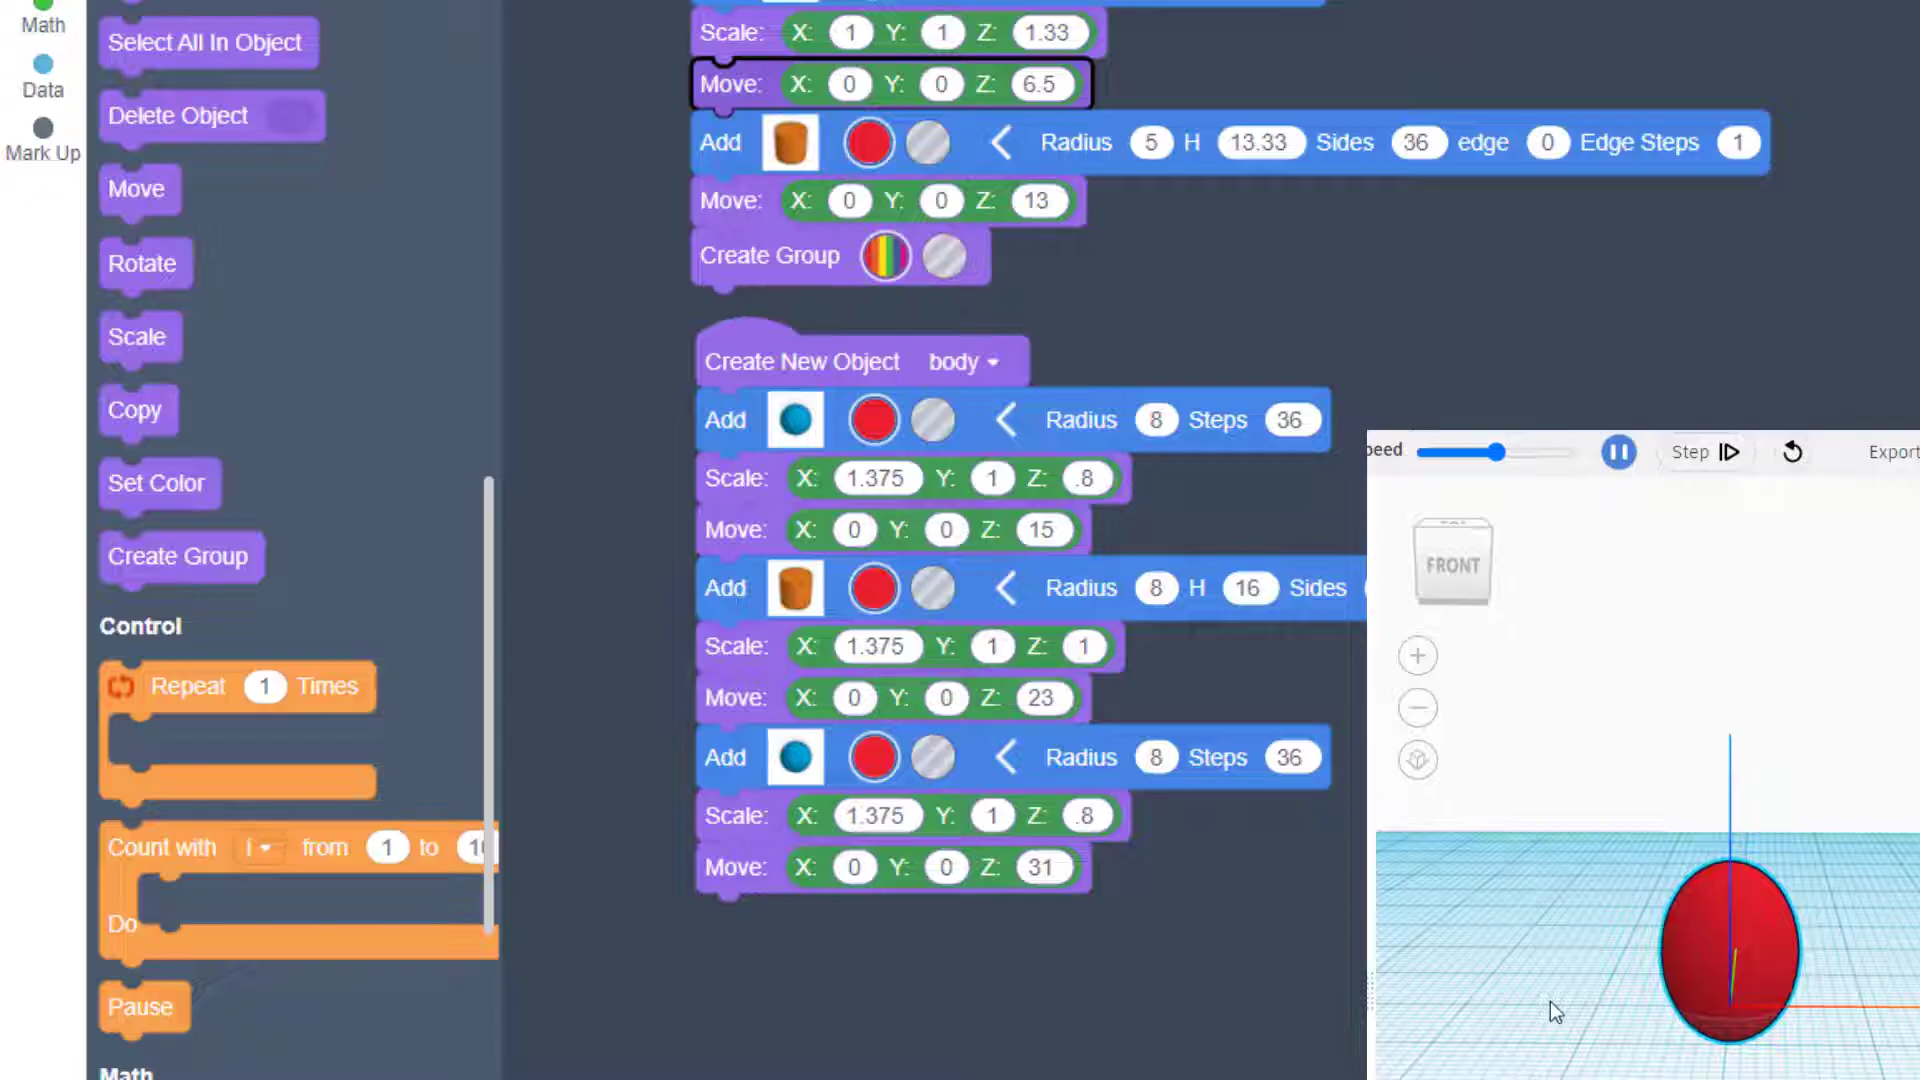 Math
Data
Mark Up
Select All In Object
Delete Object
Move
Rotate
Scale
Copy
Set Color
Create Group
Control
Repeat 1 Times
Count with i from 1 to 10
Do
Pause
Math
Scale: X: 1 Y: 1 Z: 1.33
Move: X: 0 Y: 0 Z: 6.5
Add Radius 5 H 13.33 Sides 36 edge 0 Edge Steps 1
Move: X: 0 Y: 0 Z: 13
Create Group
Create New Object body
Add Radius 8 Steps 36
Scale: X: 1.375 Y: 1 Z: .8
Move: X: 0 Y: 0 Z: 15
Add Radius 8 H 16 Sides
Scale: X: 1.375 Y: 1 Z: 1
Move: X: 0 Y: 0 Z: 23
Add Radius 8 Steps 36
Scale: X: 1.375 Y: 1 Z: .8
Move: X: 0 Y: 0 Z: 31
peed Step Export
FRONT